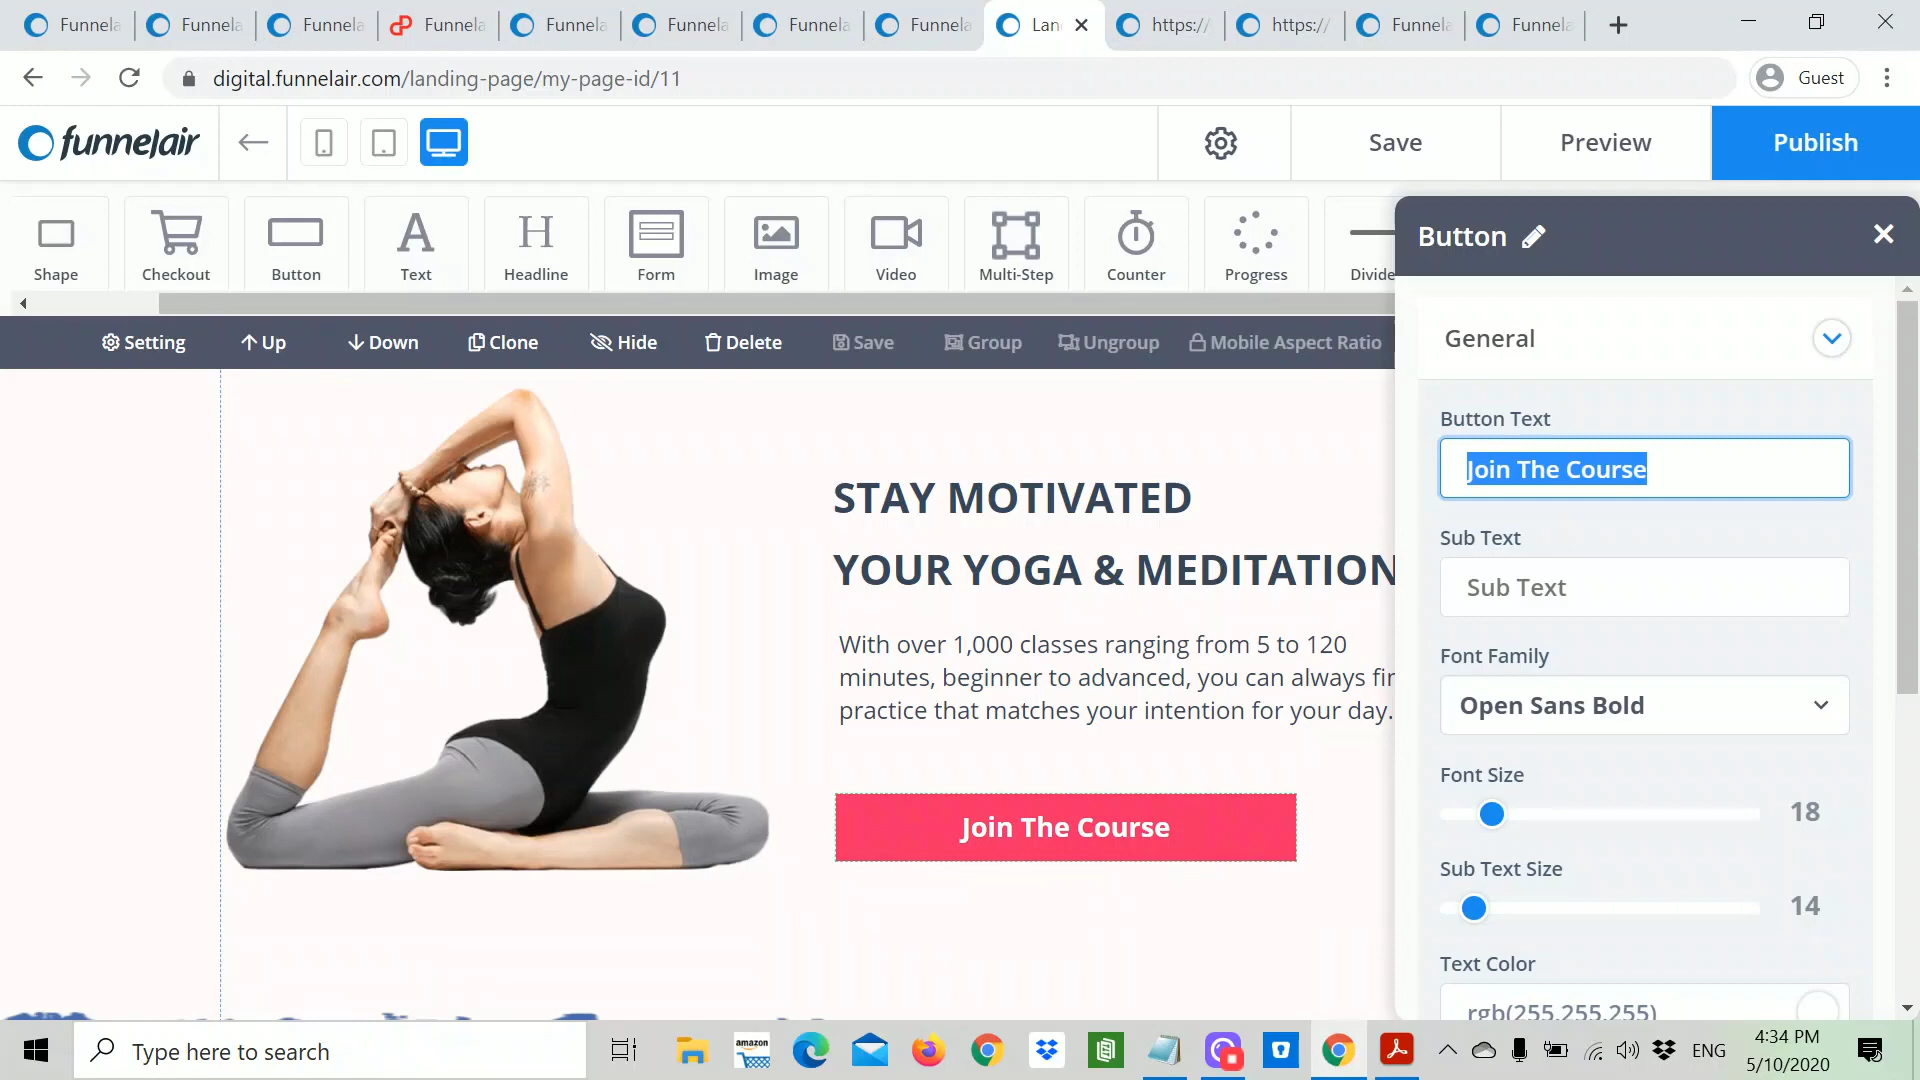 Funnela Funnela Funnela Funnela Funnela Funnela Funnela Funnela Lan https:// https:// Funnela Funnela
digital.funnelair.com/landing-page/my-page-id/11
Guest
funnelair
Save
Preview
Publish
Shape
Checkout
Button
A
Text
H
Headline
Form
Image
Video
Multi-Step
Counter
Progress
Divide
Button
Setting
Up
Down
Clone
Hide
Delete
Save
Group
Ungroup
Mobile Aspect Ratio
General
Button Text
Join The Course
Sub Text
Sub Text
Font Family
Open Sans Bold
Font Size
18
Sub Text Size
14
Text Color
rgb(255,255,255)
STAY MOTIVATED
YOUR YOGA & MEDITATION
With over 1,000 classes ranging from 5 to 120
minutes, beginner to advanced, you can always fin
practice that matches your intention for your day.
Join The Course
Type here to search
amazon
ENG
4:34 PM
5/10/2020